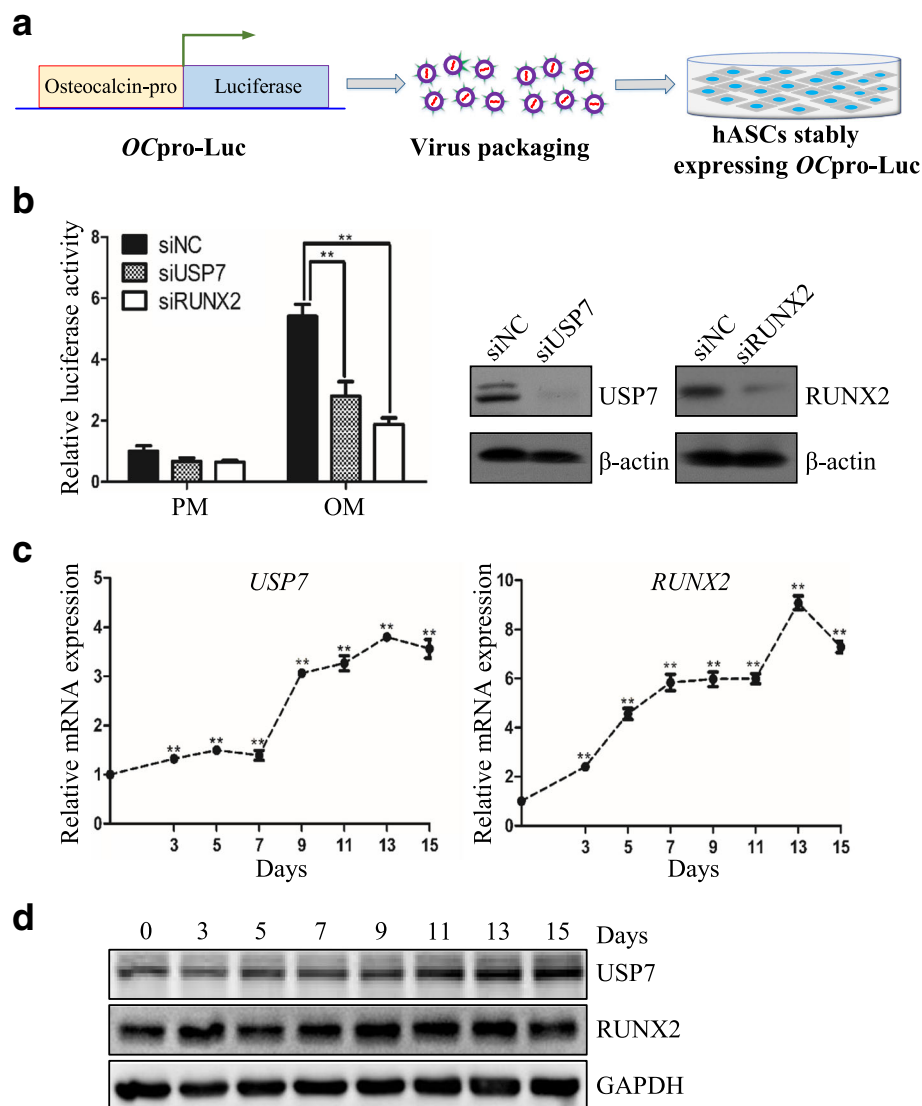 a
Osteocalcin-pro
Luciferase
OCpro-Luc
Virus packaging
hASCs stably
expressing OCpro-Luc
b
Relative luciferase activity
8
6
4
2
0
siNC
siUSP7
siRUNX2
**
**
PM
OM
siNC
siUSP7
USP7
β-actin
siNC
siRUNX2
RUNX2
β-actin
c
USP7
Relative mRNA expression
5
4
3
2
1
0
** ** ** ** ** ** **
3 5 7 9 11 13 15
Days
RUNX2
Relative mRNA expression
10
8
6
4
2
0
** ** ** ** ** ** **
3 5 7 9 11 13 15
Days
d
0 3 5 7 9 11 13 15 Days
USP7
RUNX2
GAPDH